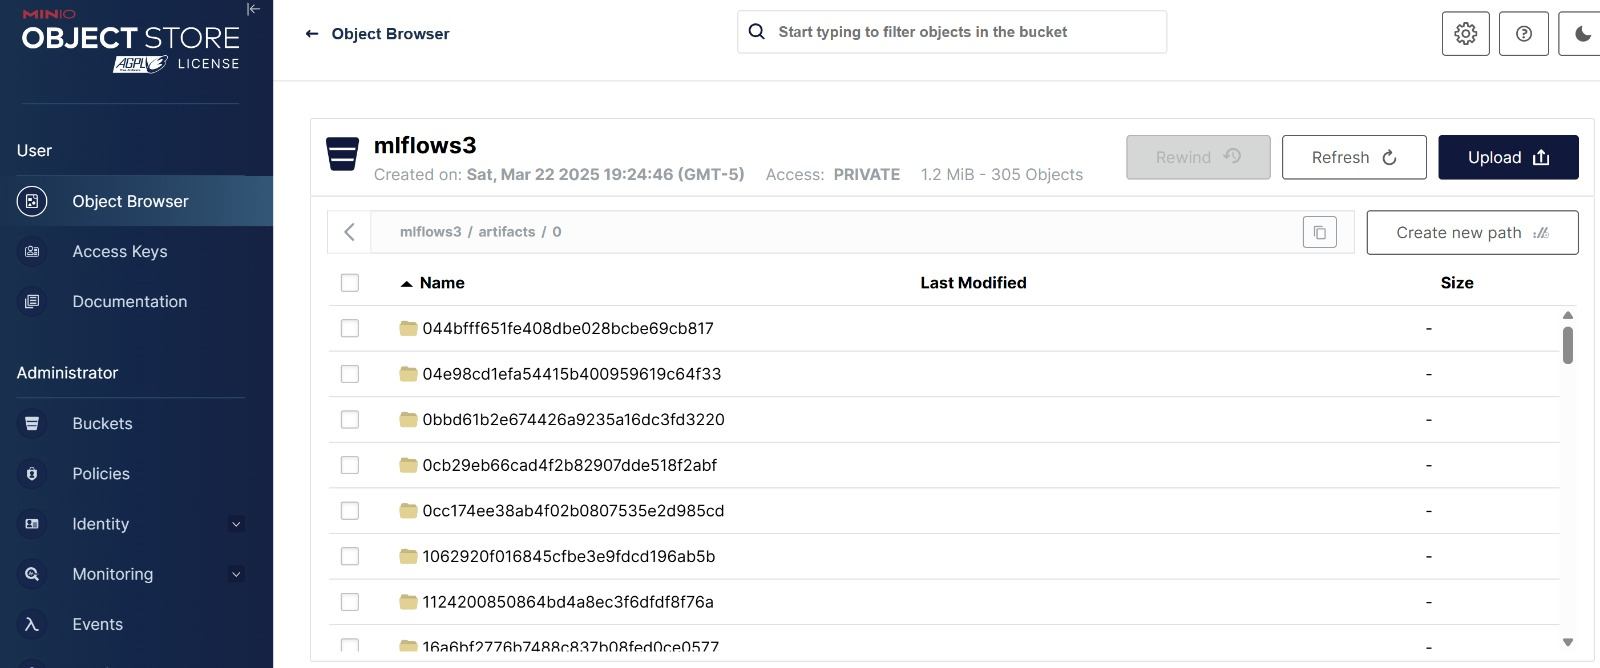 MINIO
OBJECT STORE
AGPLv3 LICENSE
User
Object Browser
Access Keys
Documentation
Administrator
Buckets
Policies
Identity
Monitoring
Events
Object Browser
Start typing to filter objects in the bucket
mlflows3
Created on: Sat, Mar 22 2025 19:24:46 (GMT-5) Access: PRIVATE 1.2 MiB - 305 Objects
Rewind
Refresh
Upload
mlflows3 / artifacts / 0
Create new path
Name Last Modified Size
044bfff651fe408dbe028bcbe69cb817 -
04e98cd1efa54415b400959619c64f33 -
0bbd61b2e674426a9235a16dc3fd3220 -
0cb29eb66cad4f2b82907dde518f2abf -
0cc174ee38ab4f02b0807535e2d985cd -
1062920f016845cfbe3e9fdcd196ab5b -
1124200850864bd4a8ec3f6dfdf8f76a -
16a6bf2776b7488c837b08fed0ce0577 -